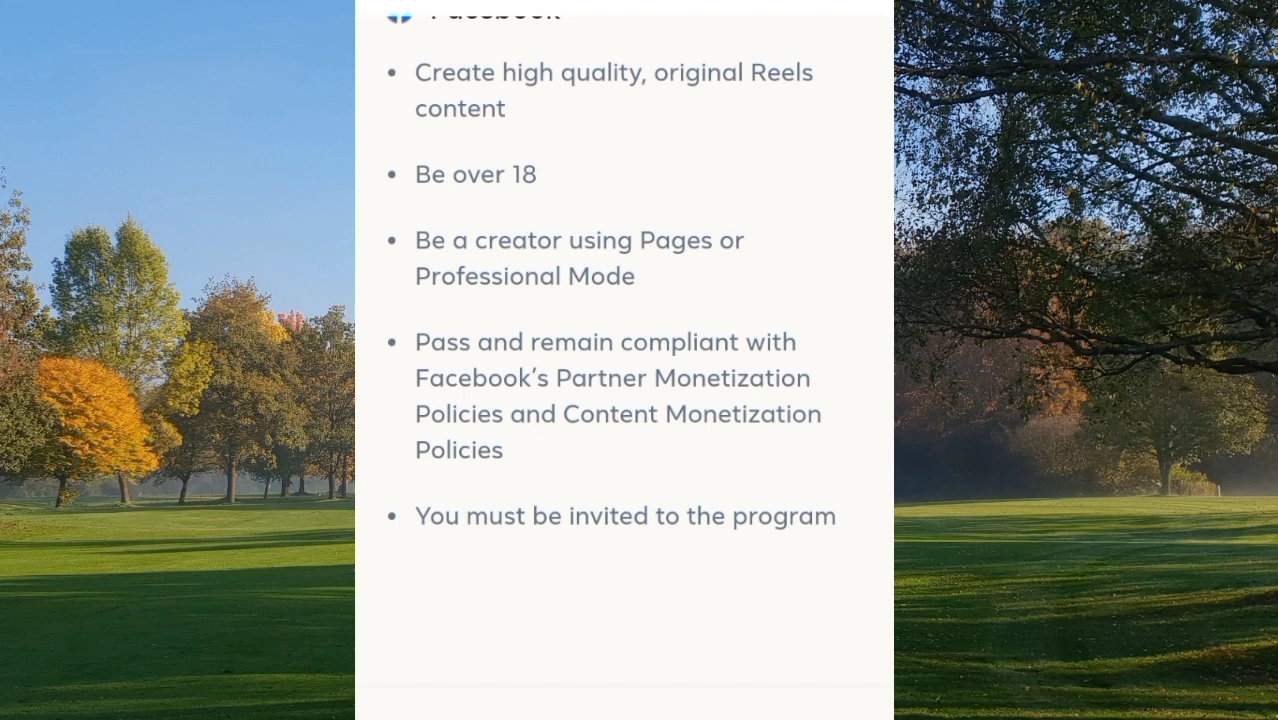 Facebook
• Create high quality, original Reels
content
• Be over 18
• Be a creator using Pages or
Professional Mode
• Pass and remain compliant with
Facebook’s Partner Monetization
Policies and Content Monetization
Policies
• You must be invited to the program